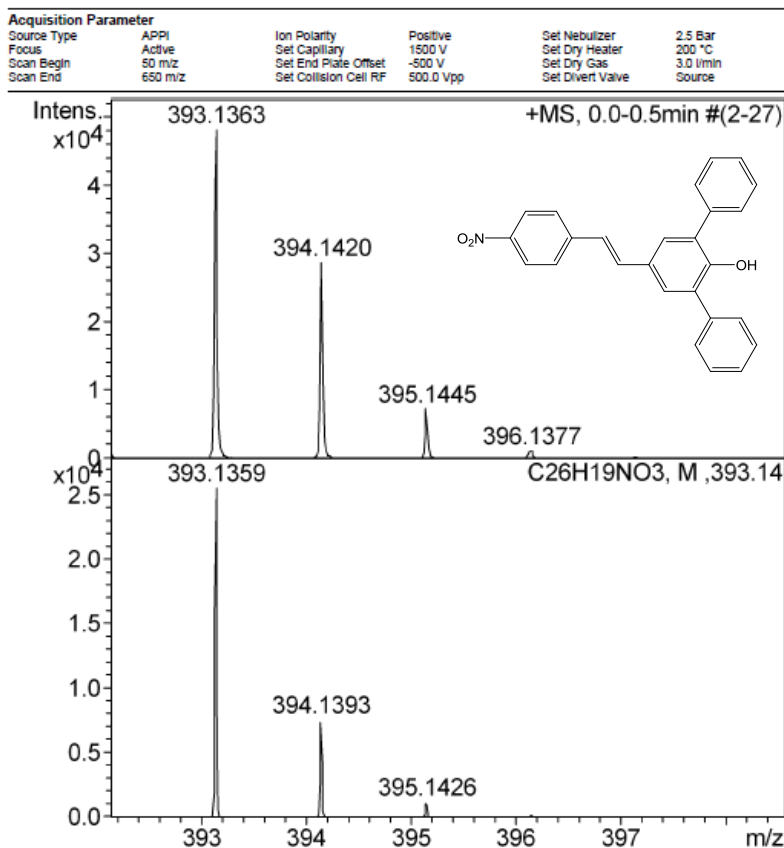 Acquisition Parameter
Source Type APPI Ion Polarity Positive Set Nebulizer 2.5 Bar
Focus Active Set Capillary 1500 V Set Dry Heater 200 °C
Scan Begin 50 m/z Set End Plate Offset -500 V Set Dry Gas 3.0 l/min
Scan End 650 m/z Set Collision Cell RF 500.0 Vpp Set Divert Valve Source
Intens.
x10⁴
393.1363
+MS, 0.0-0.5min #(2-27)
4
O₂N
OH
3
394.1420
2
1
395.1445
396.1377
0
x10⁴
393.1359
C26H19NO3, M ,393.14
2.5
2.0
1.5
1.0
394.1393
0.5
395.1426
0.0
393 394 395 396 397 m/z